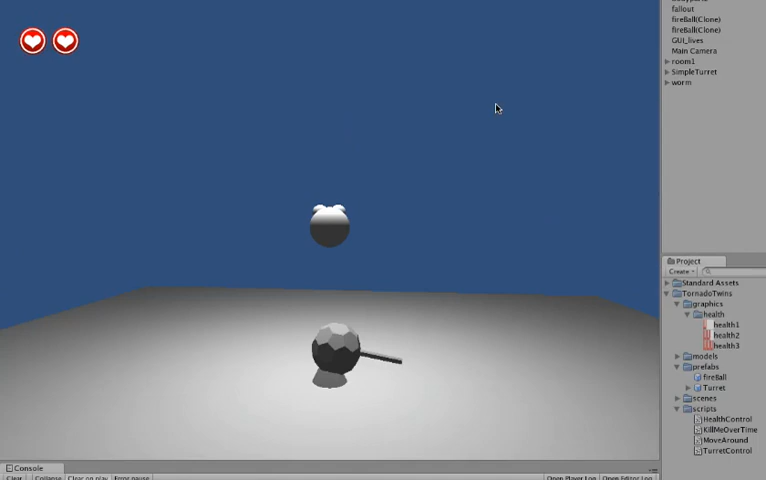 fallout
fireBall(Clone)
fireBall(Clone)
GUI_lives
Main Camera
room1
SimpleTurret
worm
Project
Create
Standard Assets
TornadoTwins
graphics
health
health1
health2
health3
models
prefabs
fireBall
Turret
scenes
scripts
HealthControl
KillMeOverTime
MoveAround
TurretControl
Console
Clear Collapse Clear on play Error pause Open Player Log Open Editor Log